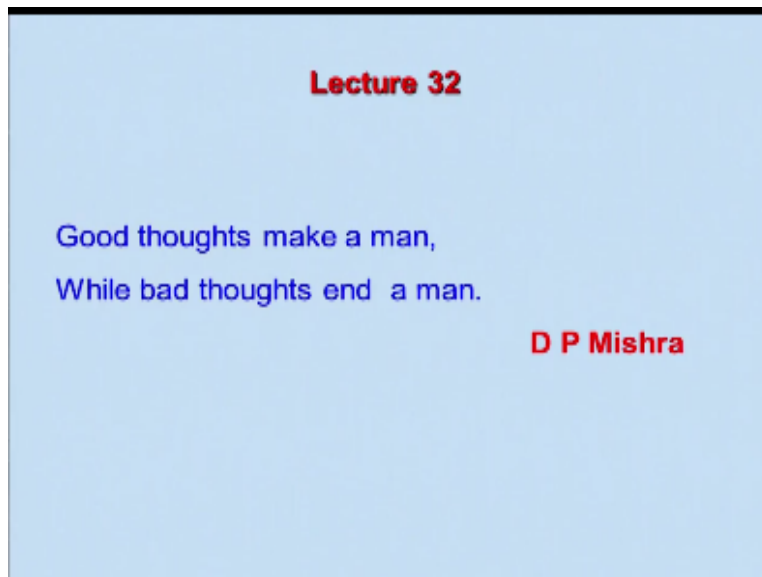 Lecture 32
Good thoughts make a man,
While bad thoughts end a man.
D P Mishra